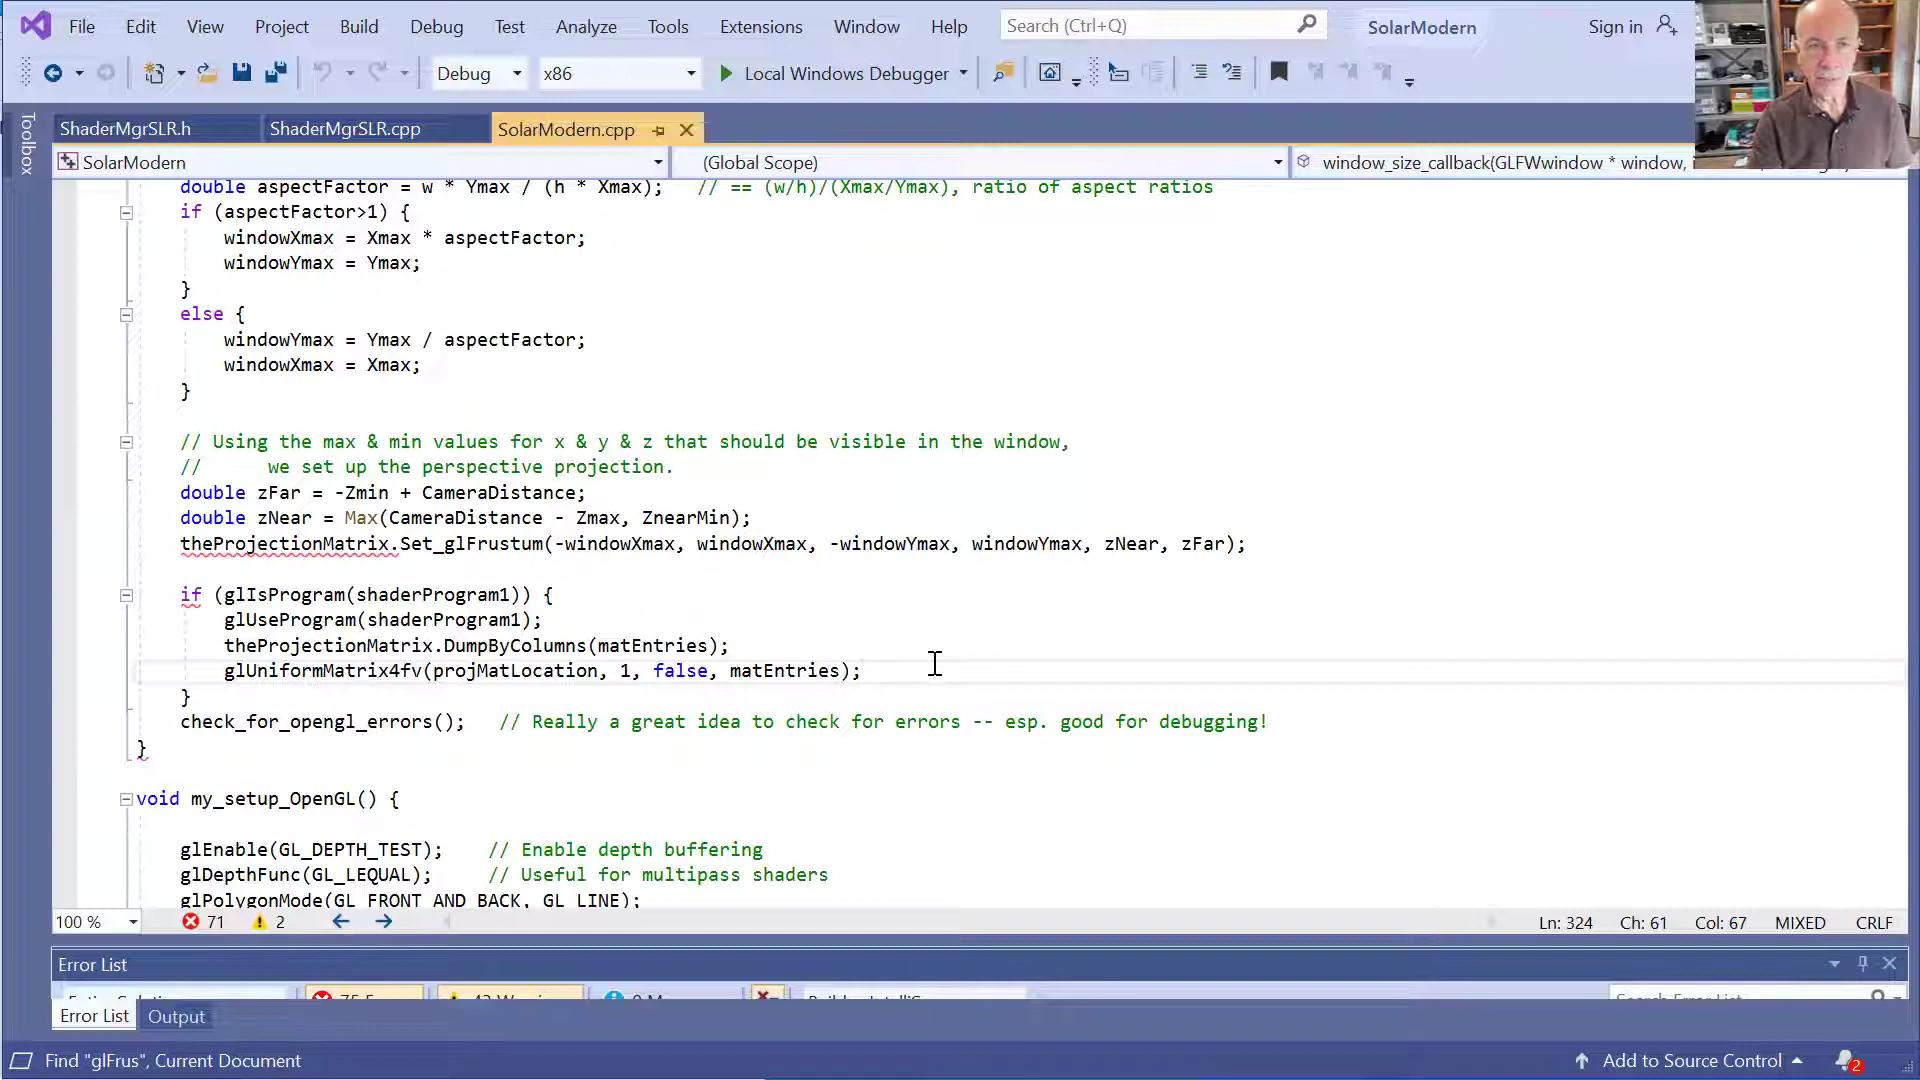 File Edit View Project Build Debug Test Analyze Tools Extensions Window Help Search (Ctrl+Q) SolarModern Sign in
Debug x86 Local Windows Debugger
Toolbox
ShaderMgrSLR.h ShaderMgrSLR.cpp SolarModern.cpp
SolarModern (Global Scope) window_size_callback(GLFWwindow * window,
double aspectFactor = w * Ymax / (h * Xmax);   // == (w/h)/(Xmax/Ymax), ratio of aspect ratios
if (aspectFactor>1) {
windowXmax = Xmax * aspectFactor;
windowYmax = Ymax;
}
else {
windowYmax = Ymax / aspectFactor;
windowXmax = Xmax;
}
// Using the max & min values for x & y & z that should be visible in the window,
//      we set up the perspective projection.
double zFar = -Zmin + CameraDistance;
double zNear = Max(CameraDistance - Zmax, ZnearMin);
theProjectionMatrix.Set_glFrustum(-windowXmax, windowXmax, -windowYmax, windowYmax, zNear, zFar);
if (glIsProgram(shaderProgram1)) {
glUseProgram(shaderProgram1);
theProjectionMatrix.DumpByColumns(matEntries);
glUniformMatrix4fv(projMatLocation, 1, false, matEntries);
}
check_for_opengl_errors();   // Really a great idea to check for errors -- esp. good for debugging!
}
void my_setup_OpenGL() {
glEnable(GL_DEPTH_TEST);    // Enable depth buffering
glDepthFunc(GL_LEQUAL);     // Useful for multipass shaders
glPolygonMode(GL_FRONT_AND_BACK, GL_LINE);
100 % 71 2 Ln: 324 Ch: 61 Col: 67 MIXED CRLF
Error List
Search Error List
Error List Output
Find "glFrus", Current Document Add to Source Control 2